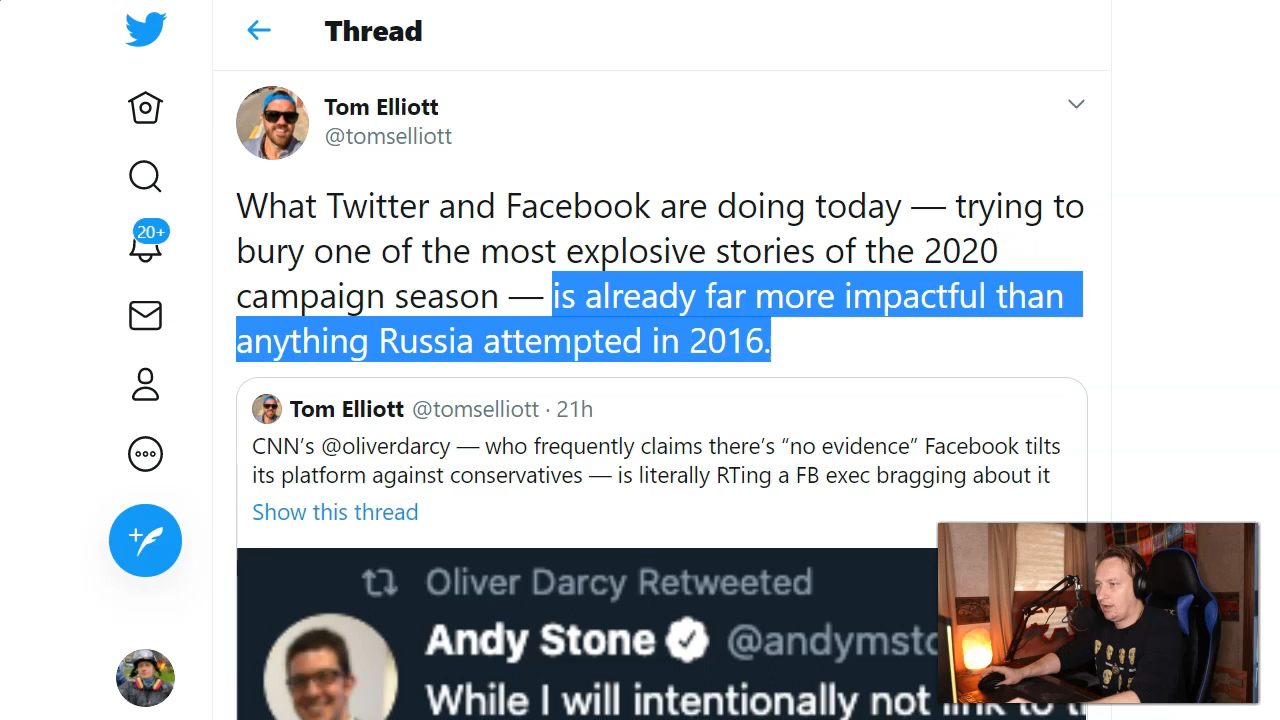 Thread
Tom Elliott
@tomselliott
20+
What Twitter and Facebook are doing today — trying to
bury one of the most explosive stories of the 2020
campaign season — is already far more impactful than
anything Russia attempted in 2016.
Tom Elliott @tomselliott · 21h
CNN’s @oliverdarcy — who frequently claims there’s “no evidence” Facebook tilts
its platform against conservatives — is literally RTing a FB exec bragging about it
Show this thread
Oliver Darcy Retweeted
Andy Stone
While I will intentionally not link to